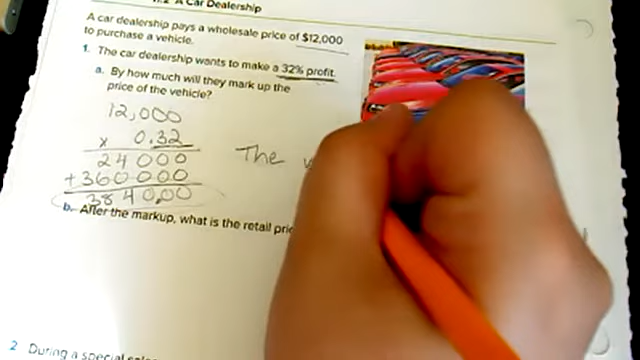 A Car Dealership
A car dealership pays a wholesale price of $12,000
to purchase a vehicle.
1. The car dealership wants to make a 32% profit.
a. By how much will they mark up the
price of the vehicle?
12,000
x 0.32
24000
+360000
3840.00
The
b. After the markup, what is the retail
2 During a special